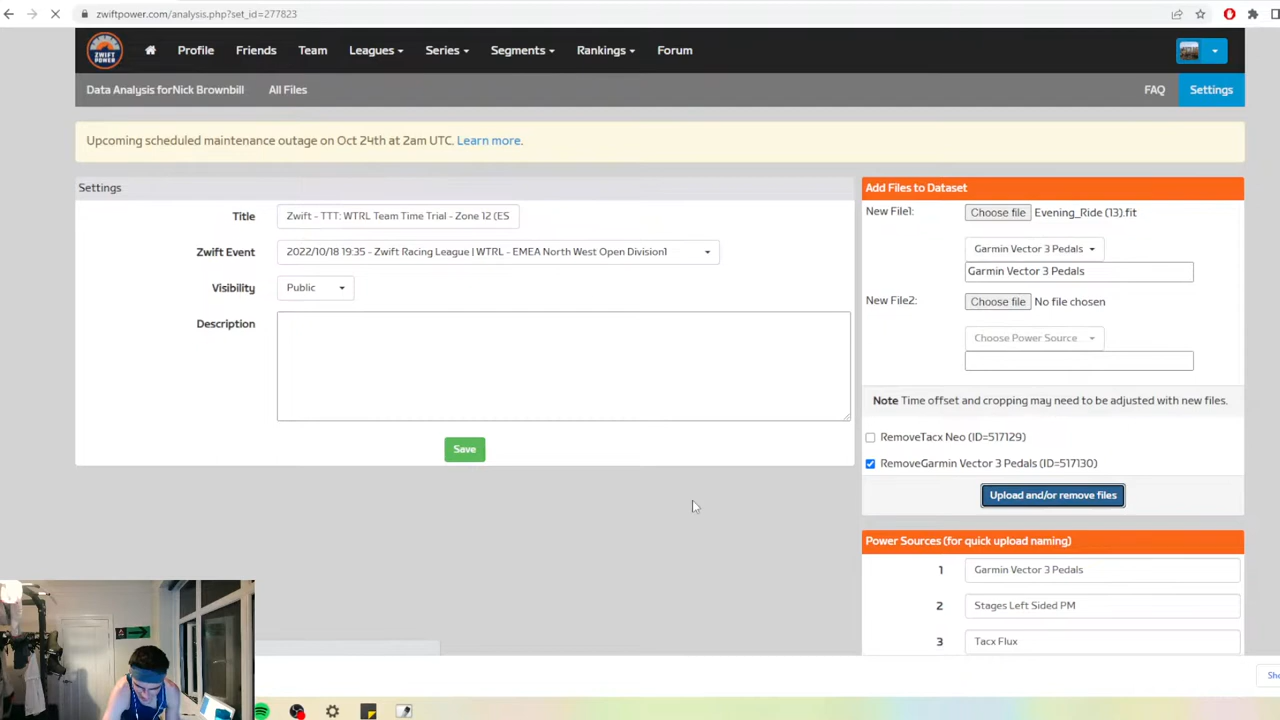 zwiftpower.com/analysis.php?set_id=277823
ZWIFT POWER Profile Friends Team Leagues Series Segments Rankings Forum
Data Analysis forNick Brownbill All Files FAQ Settings
Upcoming scheduled maintenance outage on Oct 24th at 2am UTC. Learn more.
Settings
Title Zwift - TTT: WTRL Team Time Trial - Zone 12 (ES
Zwift Event 2022/10/18 19:35 - Zwift Racing League | WTRL - EMEA North West Open Division1
Visibility Public
Description
Save
Add Files to Dataset
New File1: Choose file Evening_Ride (13).fit
Garmin Vector 3 Pedals
Garmin Vector 3 Pedals
New File2: Choose file No file chosen
Choose Power Source
Note Time offset and cropping may need to be adjusted with new files.
RemoveTacx Neo (ID=517129)
RemoveGarmin Vector 3 Pedals (ID=517130)
Upload and/or remove files
Power Sources (for quick upload naming)
1 Garmin Vector 3 Pedals
2 Stages Left Sided PM
3 Tacx Flux
Sho